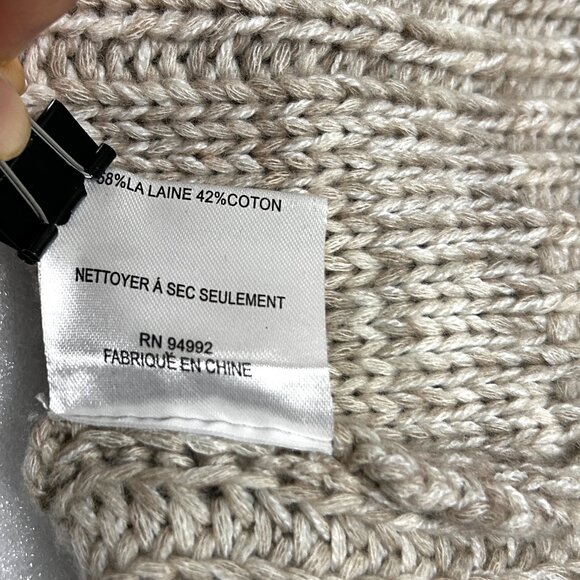 58%LA LAINE 42%COTON
NETTOYER Á SEC SEULEMENT
RN 94992
FABRIQUÉ EN CHINE